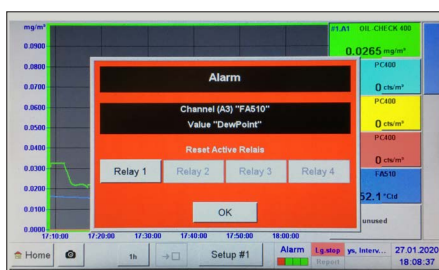 mg/m³
0.0900
0.0800
0.0700
0.0600
0.0500
0.0400
0.0300
0.0200
0.0100
0.0000
17:10:00 17:20:00 17:30:00 17:40:00 17:50:00 18:00:00
#1.A1 OIL-CHECK 400
0.0265 mg/m³
PC400
0 cts/m³
PC400
0 cts/m³
PC400
0 cts/m³
FA510
52.1 °Ctd
unused
Alarm
Channel (A3) "FA510"
Value "DewPoint"
Reset Active Relais
Relay 1 Relay 2 Relay 3 Relay 4
OK
Home 1h Setup #1 Alarm Lg.stop ys, Interv... 27.01.2020
Report 18:08:37